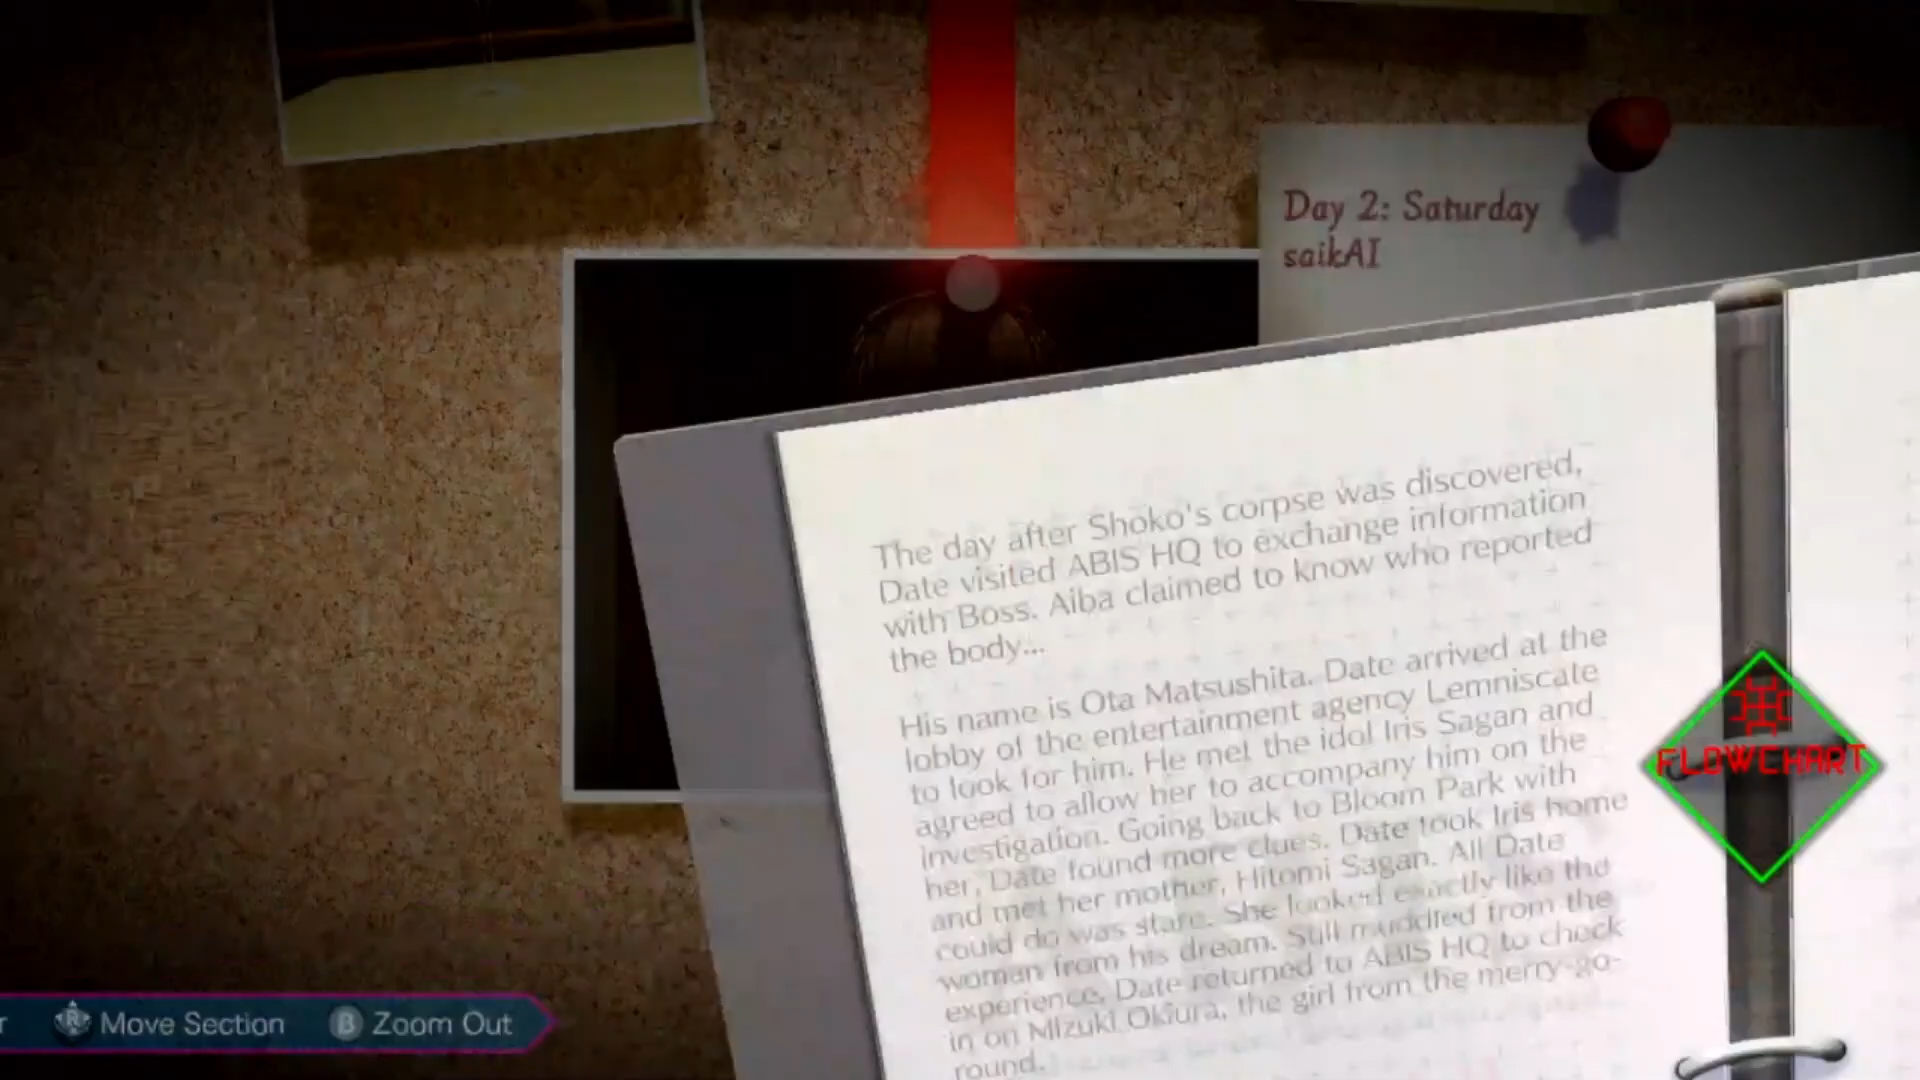 Day 2: Saturday
saikAI
The day after Shoko's corpse was discovered,
Date visited ABIS HQ to exchange information
with Boss. Aiba claimed to know who reported
the body...
His name is Ota Matsushita. Date arrived at the
lobby of the entertainment agency Lemniscate
to look for him. He met the idol Iris Sagan and
agreed to allow her to accompany him on the
investigation. Going back to Bloom Park with
her, Date found more clues. Date took Iris home
and met her mother, Hitomi Sagan. All Date
could do was stare. She looked exactly like the
woman from his dream. Still muddled from the
experience, Date returned to ABIS HQ to check
in on Mizuki Okiura, the girl from the merry-go-
round.
FLOWCHART
r
Move Section
B Zoom Out